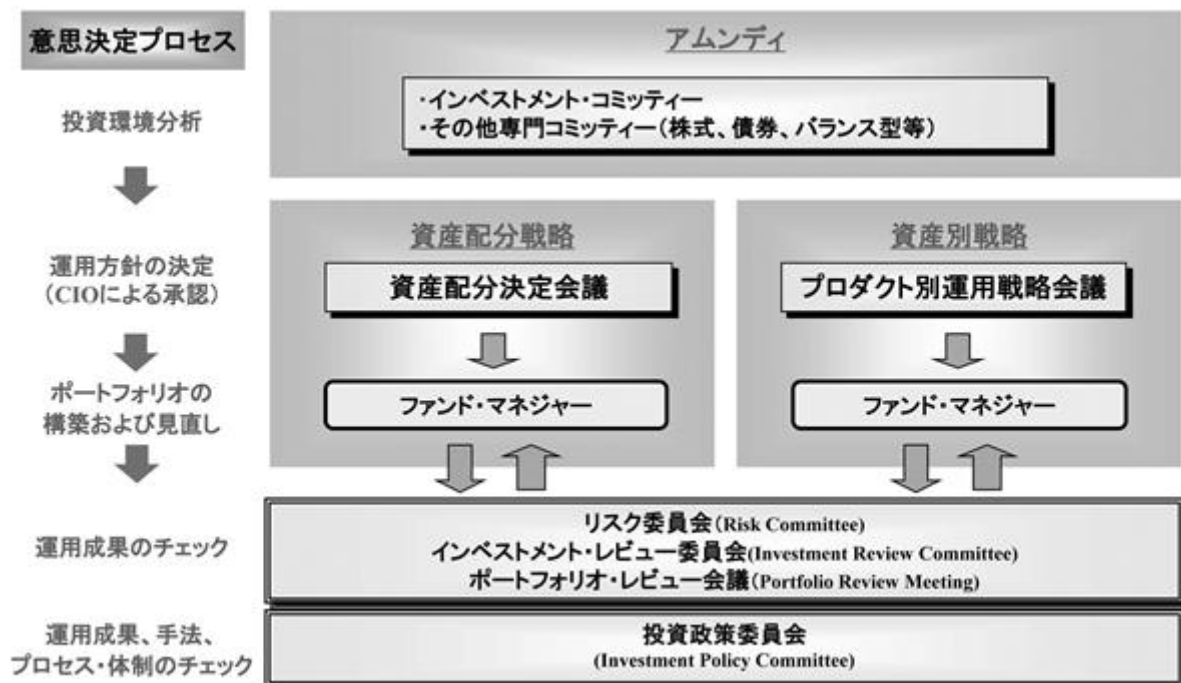 意思決定プロセス
アムンディ
投資環境分析
・インベストメント・コミッティー
・その他専門コミッティー（株式、債券、バランス型等）
資産配分戦略
資産別戦略
運用方針の決定
（CIOによる承認）
資産配分決定会議
プロダクト別運用戦略会議
ポートフォリオの
構築および見直し
ファンド・マネジャー
ファンド・マネジャー
運用成果のチェック
リスク委員会（Risk Committee）
インベストメント・レビュー委員会(Investment Review Committee)
ポートフォリオ・レビュー会議（Portfolio Review Meeting)
運用成果、手法、
プロセス・体制のチェック
投資政策委員会
(Investment Policy Committee)